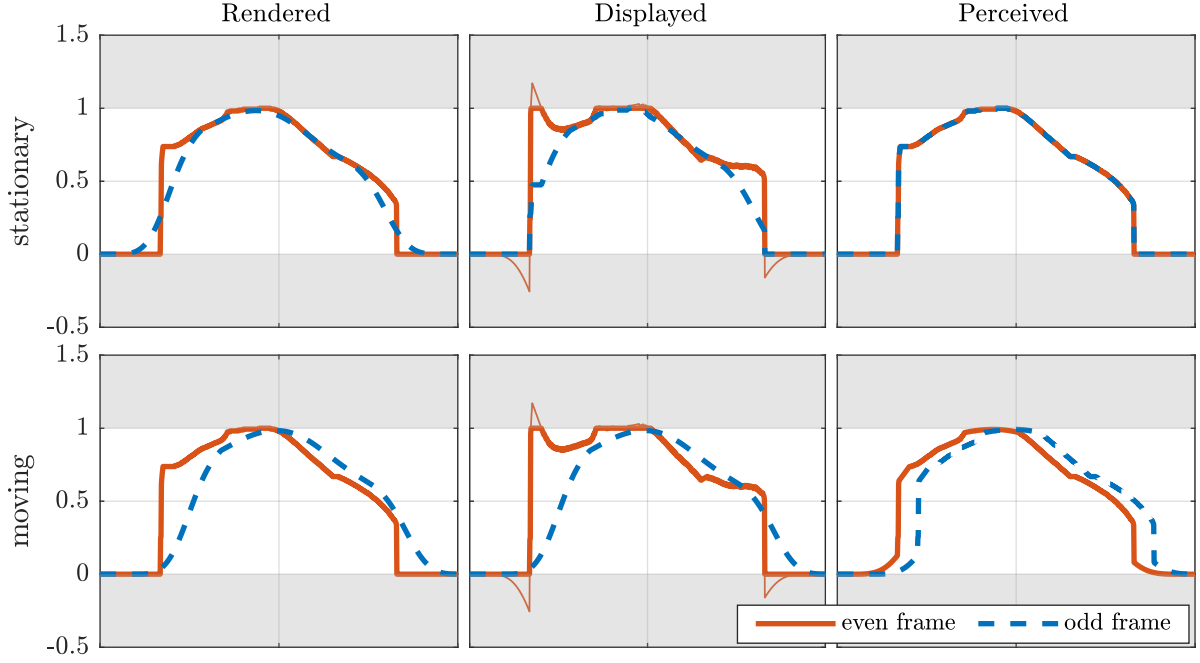 Rendered Displayed Perceived
stationary
1.5
1
0.5
0
-0.5
moving
1.5
1
0.5
0
-0.5
even frame odd frame